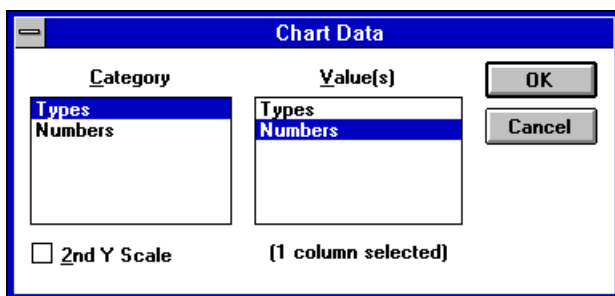 Chart Data
Category
Value(s)
OK
Types
Numbers
Types
Numbers
Cancel
2nd Y Scale
(1 column selected)